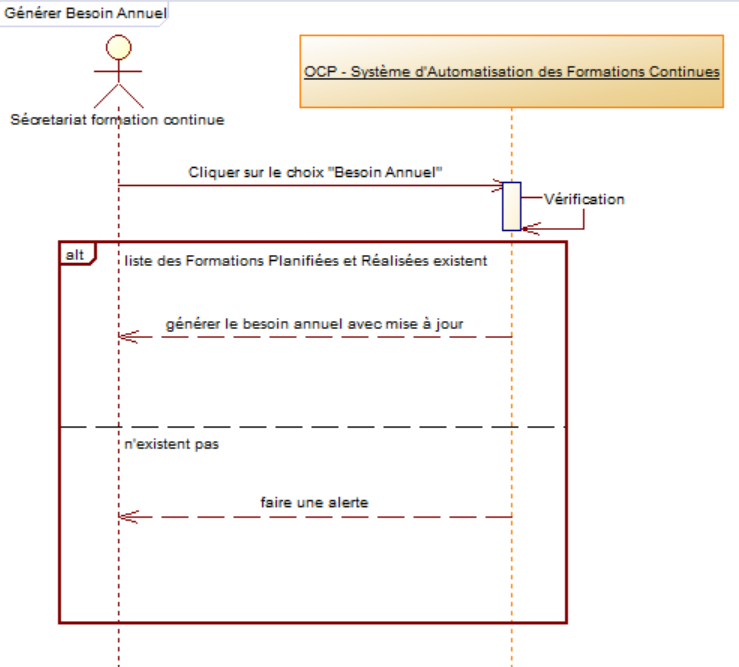 Générer Besoin Annuel
OCP - Système d'Automatisation des Formations Continues
Sécretariat formation continue
Cliquer sur le choix "Besoin Annuel"
Vérification
alt
liste des Formations Planifiées et Réalisées existent
générer le besoin annuel avec mise à jour
n'existent pas
faire une alerte